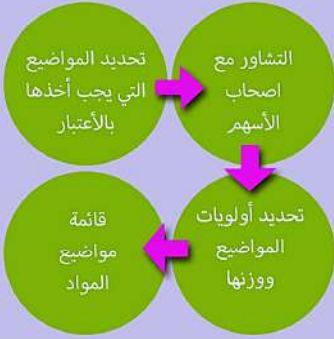 تحديد المواضيع
التي يجب أخذها
بالأعتبار
التشاور مع
اصحاب
الأسهم
تحديد أولويات
المواضيع
ووزنها
قائمة
مواضيع
المواد